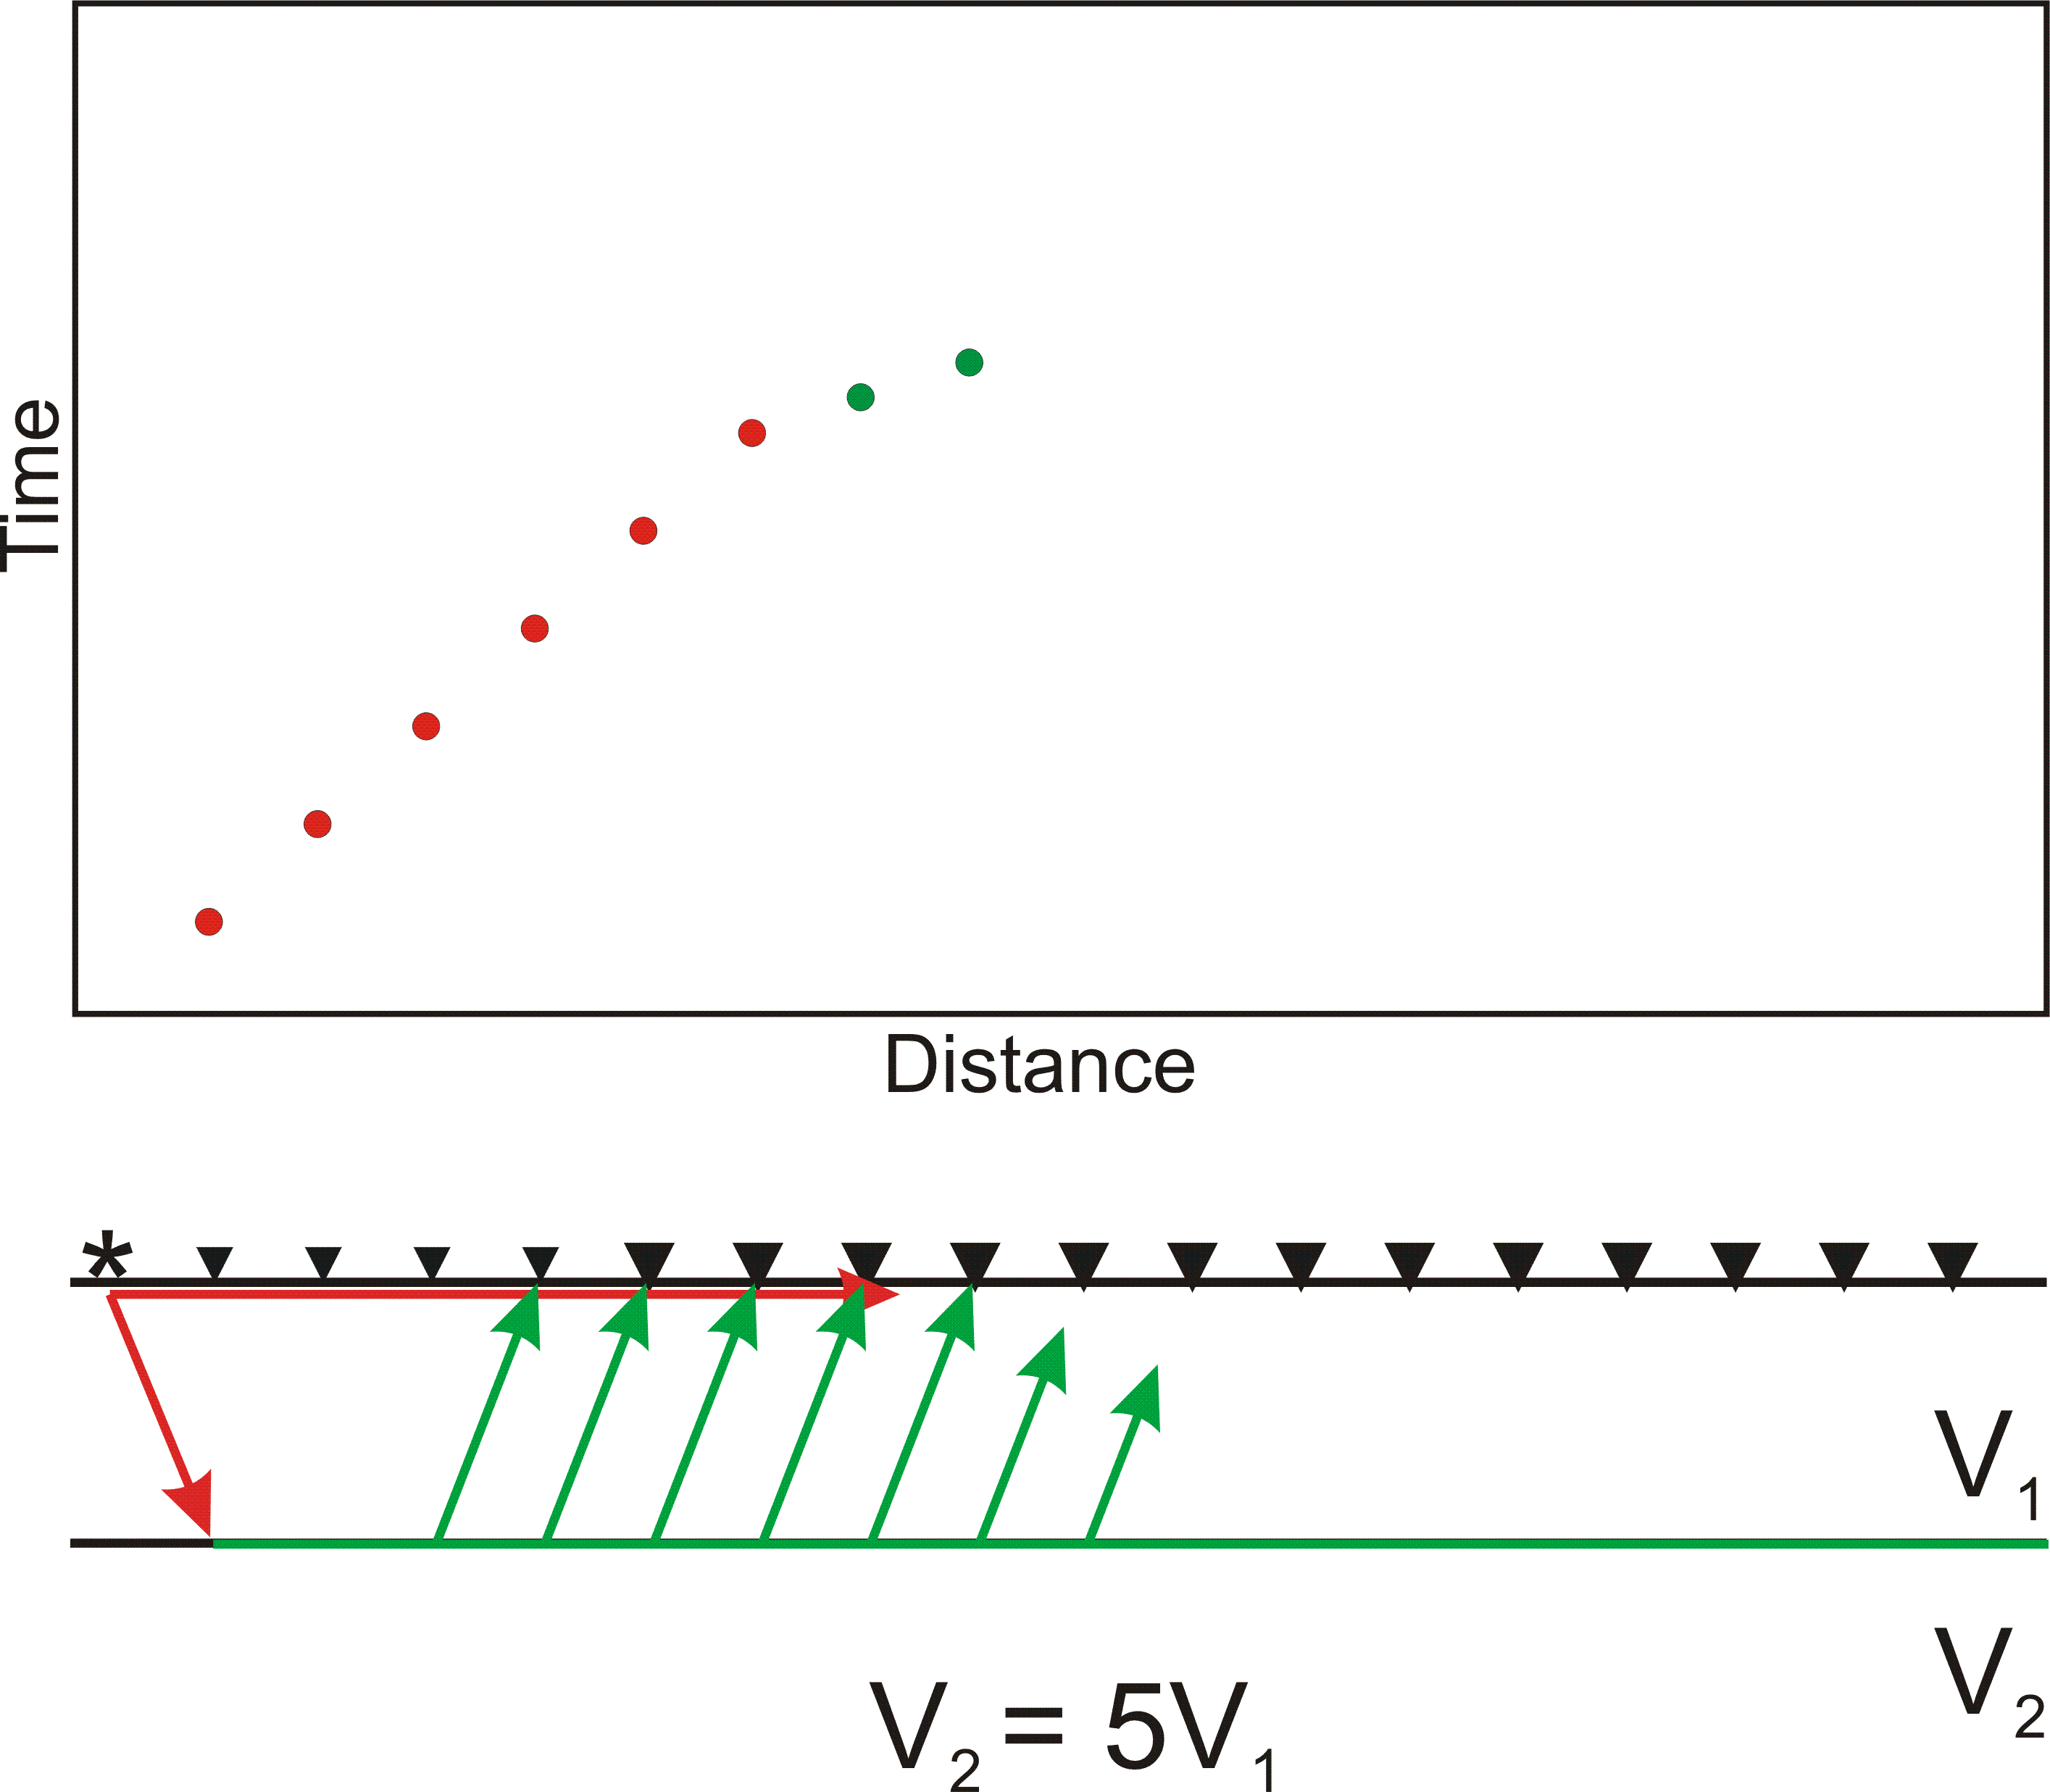 Time
Distance
*
V₁
V₂
V₂ = 5V₁